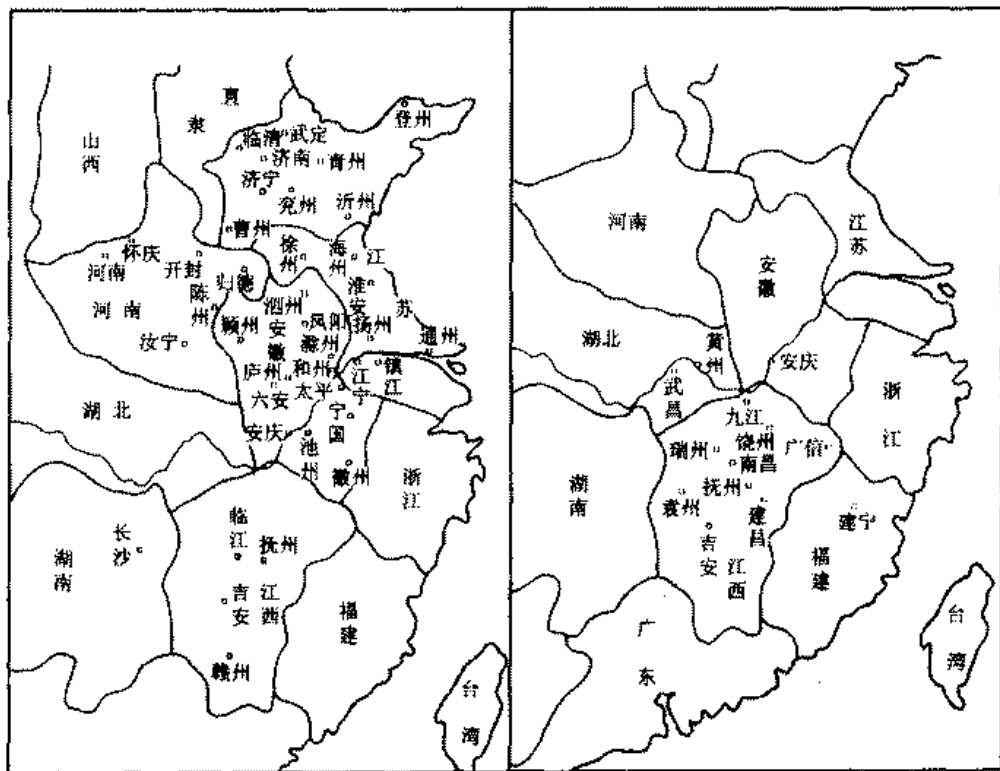 直隶
山西
登州
临清
武定
济南
青州
济宁
兖州
沂州
曹州
徐州
海州
江苏
怀庆
河南
开封
归德
陈州
河南
汝宁
颍州
泗州
凤阳
淮安
扬州
通州
安徽
滁州
庐州
和州
太平
六安
江宁
镇江
宁国
安庆
池州
徽州
浙江
湖北
湖南
长沙
临江
抚州
吉安
江西
赣州
福建
台湾
河南
江苏
安徽
湖北
黄州
武昌
安庆
浙江
九江
饶州
瑞州
南昌
广信
抚州
袁州
建昌
吉安
江西
湖南
建宁
福建
广东
台湾